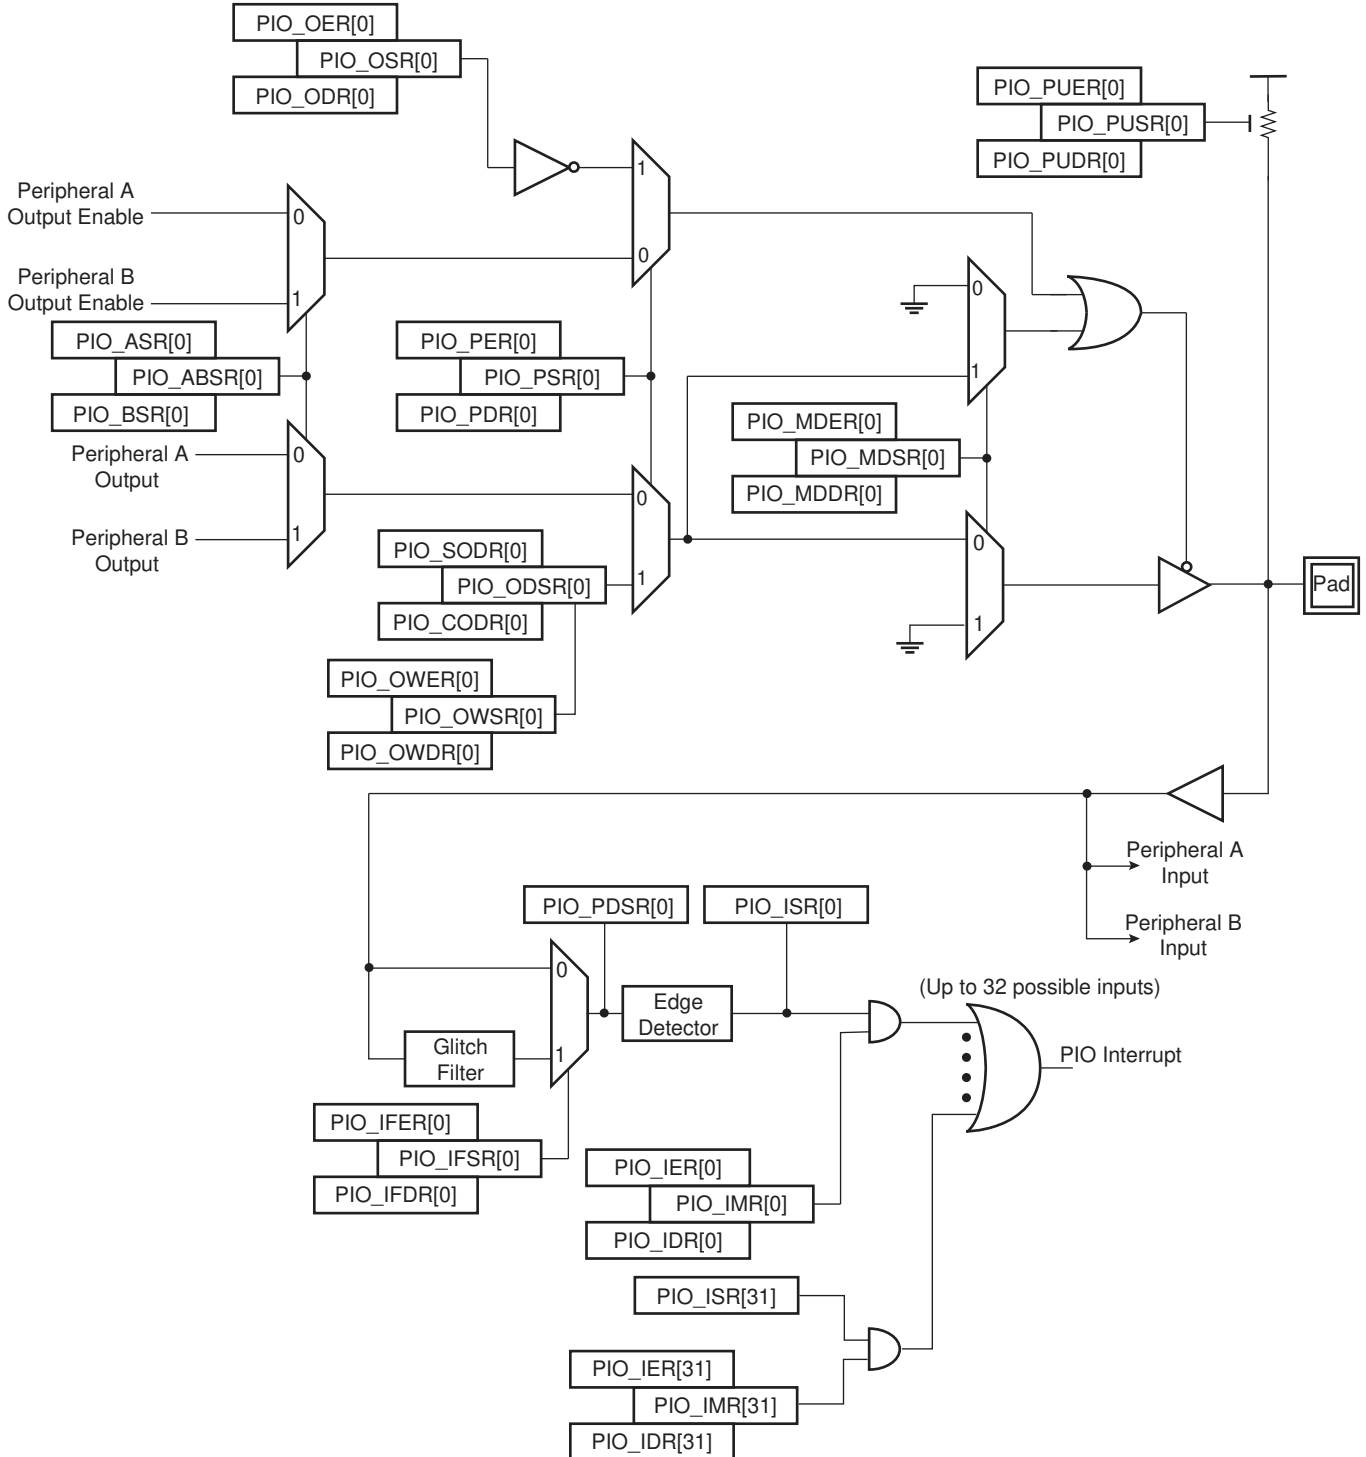 PIO_OER[0]
PIO_OSR[0]
PIO_ODR[0]
PIO_PUER[0]
PIO_PUSR[0]
PIO_PUDR[0]
1
Peripheral A
Output Enable
0
0
Peripheral B
Output Enable
1
0
PIO_ASR[0]
PIO_ABSR[0]
PIO_BSR[0]
PIO_PER[0]
PIO_PSR[0]
PIO_PDR[0]
1
PIO_MDER[0]
PIO_MDSR[0]
PIO_MDDR[0]
Peripheral A
Output
0
0
Peripheral B
Output
1
0
PIO_SODR[0]
PIO_ODSR[0]
PIO_CODR[0]
1
1
Pad
PIO_OWER[0]
PIO_OWSR[0]
PIO_OWDR[0]
Peripheral A
Input
Peripheral B
Input
PIO_PDSR[0]
PIO_ISR[0]
0
(Up to 32 possible inputs)
Edge
Detector
Glitch
Filter
1
PIO Interrupt
PIO_IFER[0]
PIO_IFSR[0]
PIO_IFDR[0]
PIO_IER[0]
PIO_IMR[0]
PIO_IDR[0]
PIO_ISR[31]
PIO_IER[31]
PIO_IMR[31]
PIO_IDR[31]